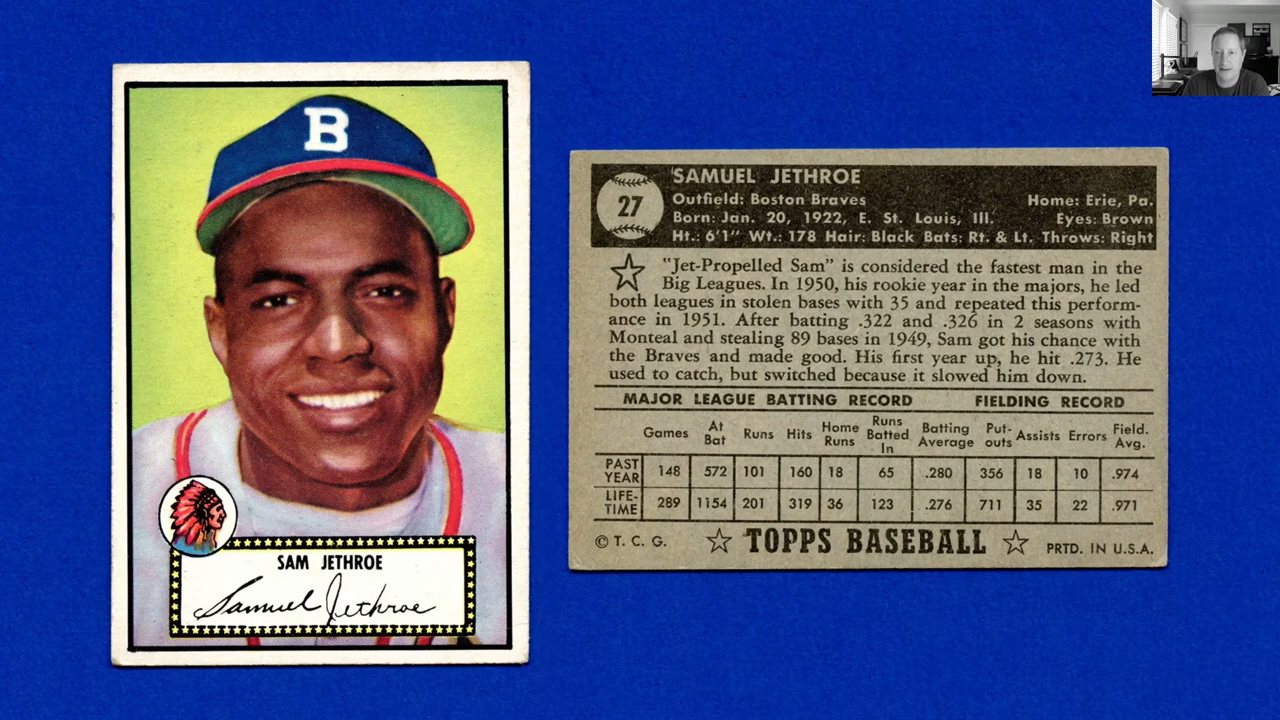 B
SAM JETHROE
Samuel Jethroe
27
SAMUEL JETHROE
Outfield: Boston Braves Home: Erie, Pa.
Born: Jan. 20, 1922, E. St. Louis, Ill. Eyes: Brown
Ht.: 6'1" Wt.: 178 Hair: Black Bats: Rt. & Lt. Throws: Right
"Jet-Propelled Sam" is considered the fastest man in the
Big Leagues. In 1950, his rookie year in the majors, he led
both leagues in stolen bases with 35 and repeated this perform-
ance in 1951. After batting .322 and .326 in 2 seasons with
Monteal and stealing 89 bases in 1949, Sam got his chance with
the Braves and made good. His first year up, he hit .273. He
used to catch, but switched because it slowed him down.
MAJOR LEAGUE BATTING RECORD FIELDING RECORD
Games At Bat Runs Hits Home Runs Runs Batted In Batting Average Put-outs Assists Errors Field. Avg.
PAST YEAR 148 572 101 160 18 65 .280 356 18 10 .974
LIFE-TIME 289 1154 201 319 36 123 .276 711 35 22 .971
© T. C. G. TOPPS BASEBALL PRTD. IN U.S.A.